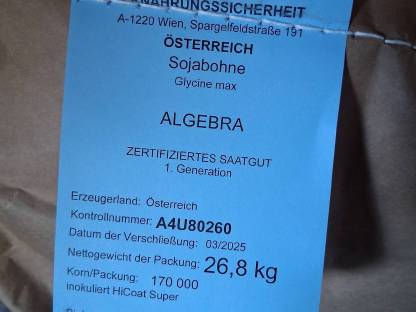 NAHRUNGSSICHERHEIT
A-1220 Wien, Spargelfeldstraße 191
ÖSTERREICH
Sojabohne
Glycine max
ALGEBRA
ZERTIFIZIERTES SAATGUT
1. Generation
Erzeugerland: Österreich
Kontrollnummer: A4U80260
Datum der Verschließung: 03/2025
Nettogewicht der Packung: 26,8 kg
Korn/Packung: 170 000
inokuliert HiCoat Super